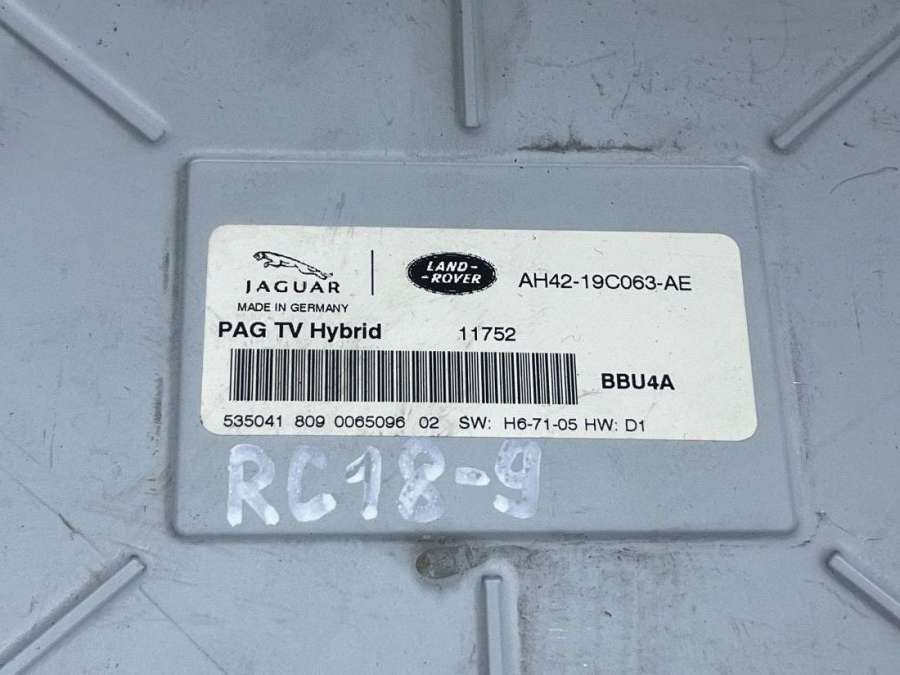 JAGUAR
LAND-
-ROVER
AH42-19C063-AE
MADE IN GERMANY
PAG TV Hybrid 11752
BBU4A
535041 809 0065096 02 SW: H6-71-05 HW: D1
RC18-9